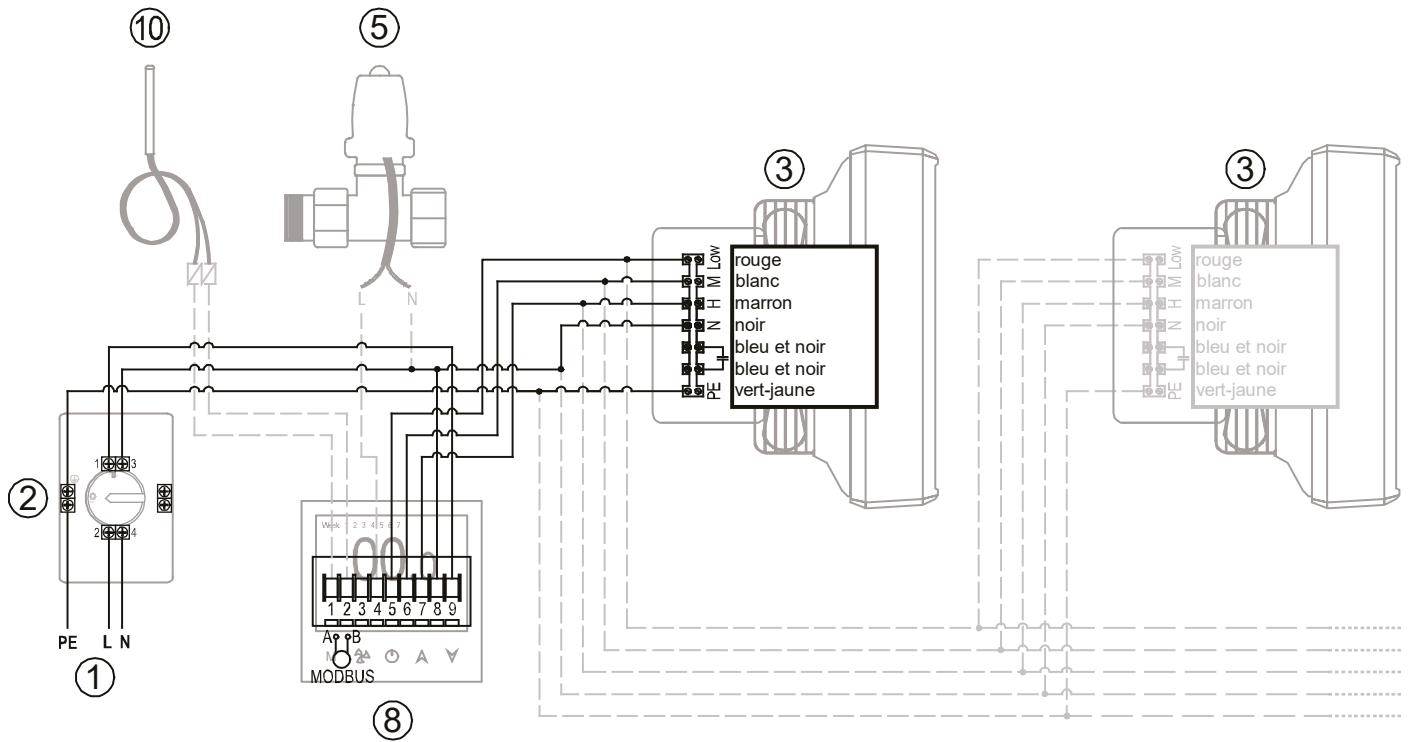 10
5
3
3
Low
rouge
Low
rouge
M
blanc
M
blanc
H
marron
H
marron
L
N
N
noir
N
noir
bleu et noir
bleu et noir
bleu et noir
bleu et noir
PE
vert-jaune
PE
vert-jaune
1
3
2
2
4
Week 1 2 3 4 5 6 7
00
1 2 3 4 5 6 7 8 9
A
B
M
MODBUS
PE
L N
1
8